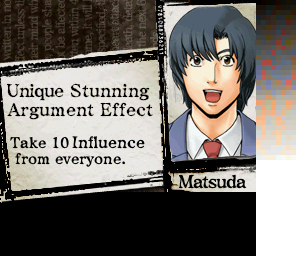 Unique Stunning
Argument Effect
Take 10 Influence
from everyone.
Matsuda